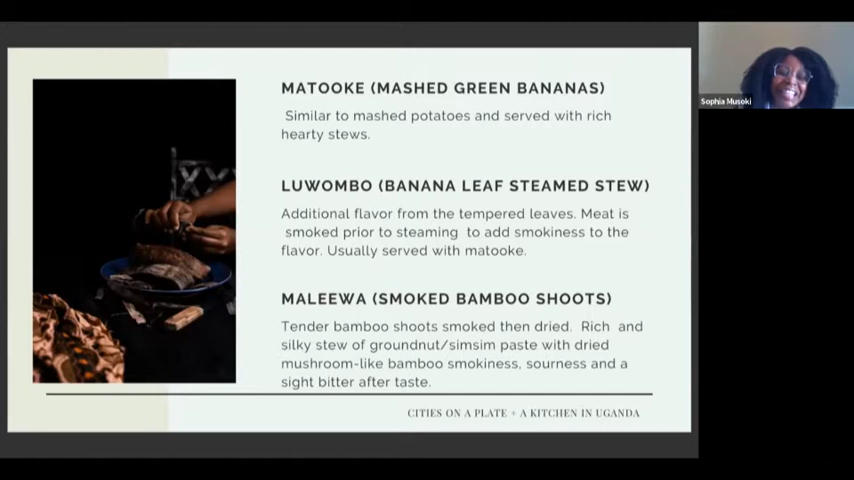 MATOOKE (MASHED GREEN BANANAS)
Similar to mashed potatoes and served with rich
hearty stews.
LUWOMBO (BANANA LEAF STEAMED STEW)
Additional flavor from the tempered leaves. Meat is
smoked prior to steaming to add smokiness to the
flavor. Usually served with matooke.
MALEEWA (SMOKED BAMBOO SHOOTS)
Tender bamboo shoots smoked then dried. Rich and
silky stew of groundnut/simsim paste with dried
mushroom-like bamboo smokiness, sourness and a
sight bitter after taste.
CITIES ON A PLATE + A KITCHEN IN UGANDA
Sophia Musoki